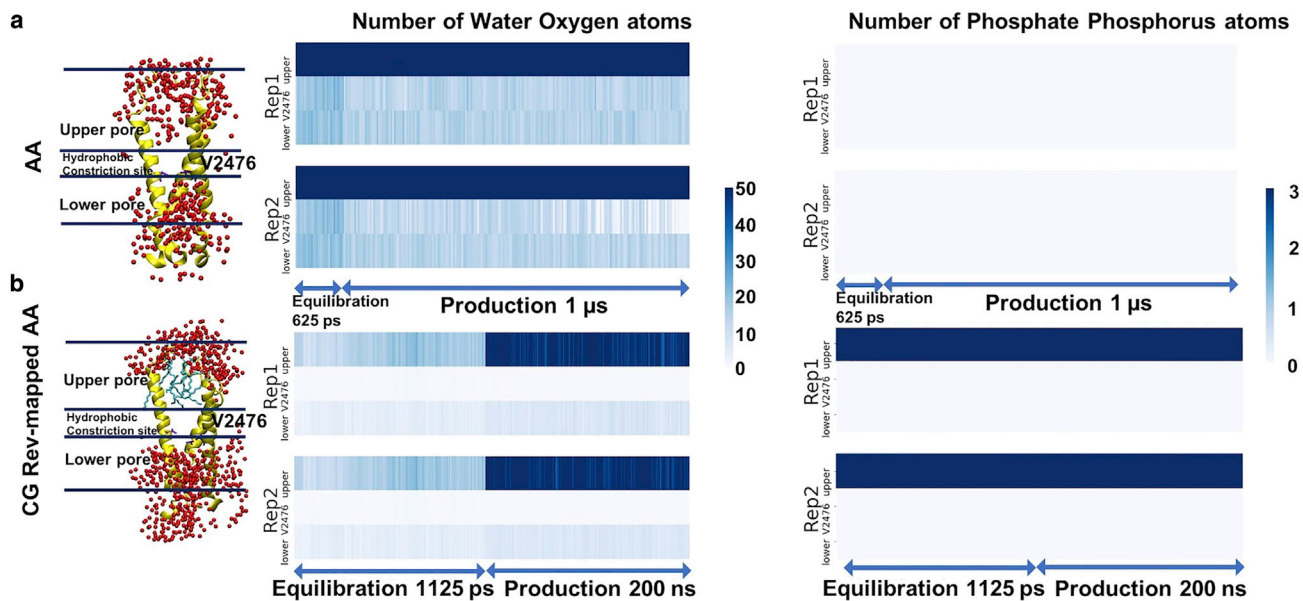 a
Number of Water Oxygen atoms
Number of Phosphate Phosphorus atoms
AA
Upper pore
Hydrophobic
Constriction site
V2476
Lower pore
Rep1
upper
V2476
lower
Rep2
upper
V2476
lower
Equilibration
625 ps
Production 1 µs
50
40
30
20
10
0
Rep1
upper
V2476
lower
Rep2
upper
V2476
lower
Equilibration
625 ps
Production 1 µs
3
2
1
0
b
CG Rev-mapped AA
Upper pore
Hydrophobic
Constriction site
V2476
Lower pore
Rep1
upper
V2476
lower
Rep2
upper
V2476
lower
Equilibration 1125 ps
Production 200 ns
Rep1
upper
V2476
lower
Rep2
upper
V2476
lower
Equilibration 1125 ps
Production 200 ns